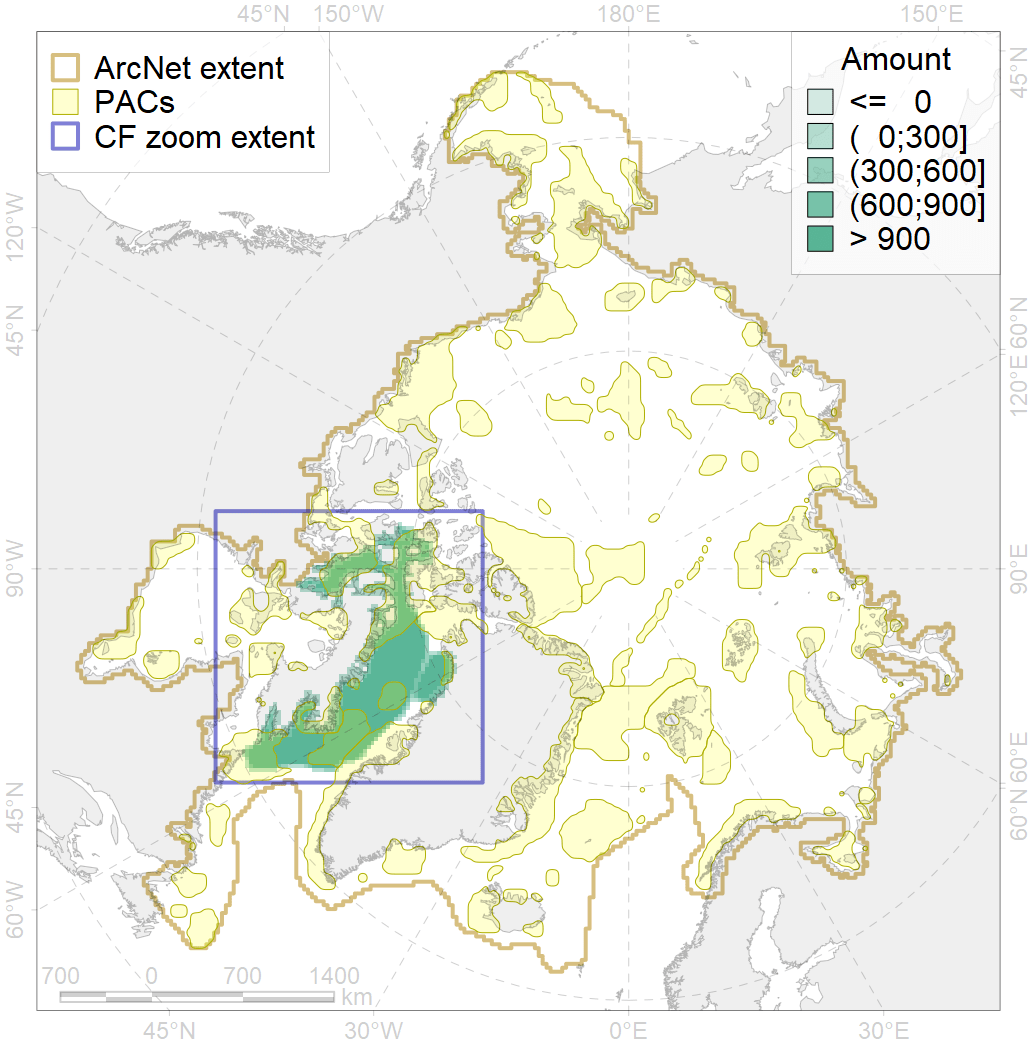 45°N 150°W 180°E 150°E
ArcNet extent
PACs
CF zoom extent
Amount
<= 0
( 0;300]
(300;600]
(600;900]
> 900
120°W
45°N
90°W
45°N
60°W
45°N
60°N 120°E
90°E
60°N 60°E
700 0 700 1400
km
45°N 30°W 0°E 30°E